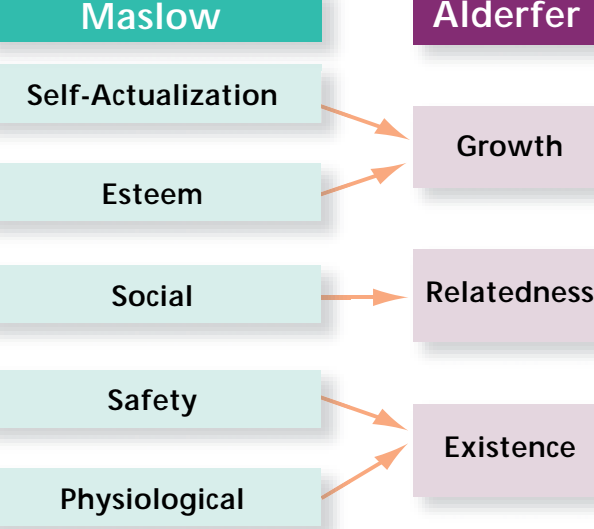 Maslow
Alderfer
Self-Actualization
Growth
Esteem
Social
Relatedness
Safety
Existence
Physiological